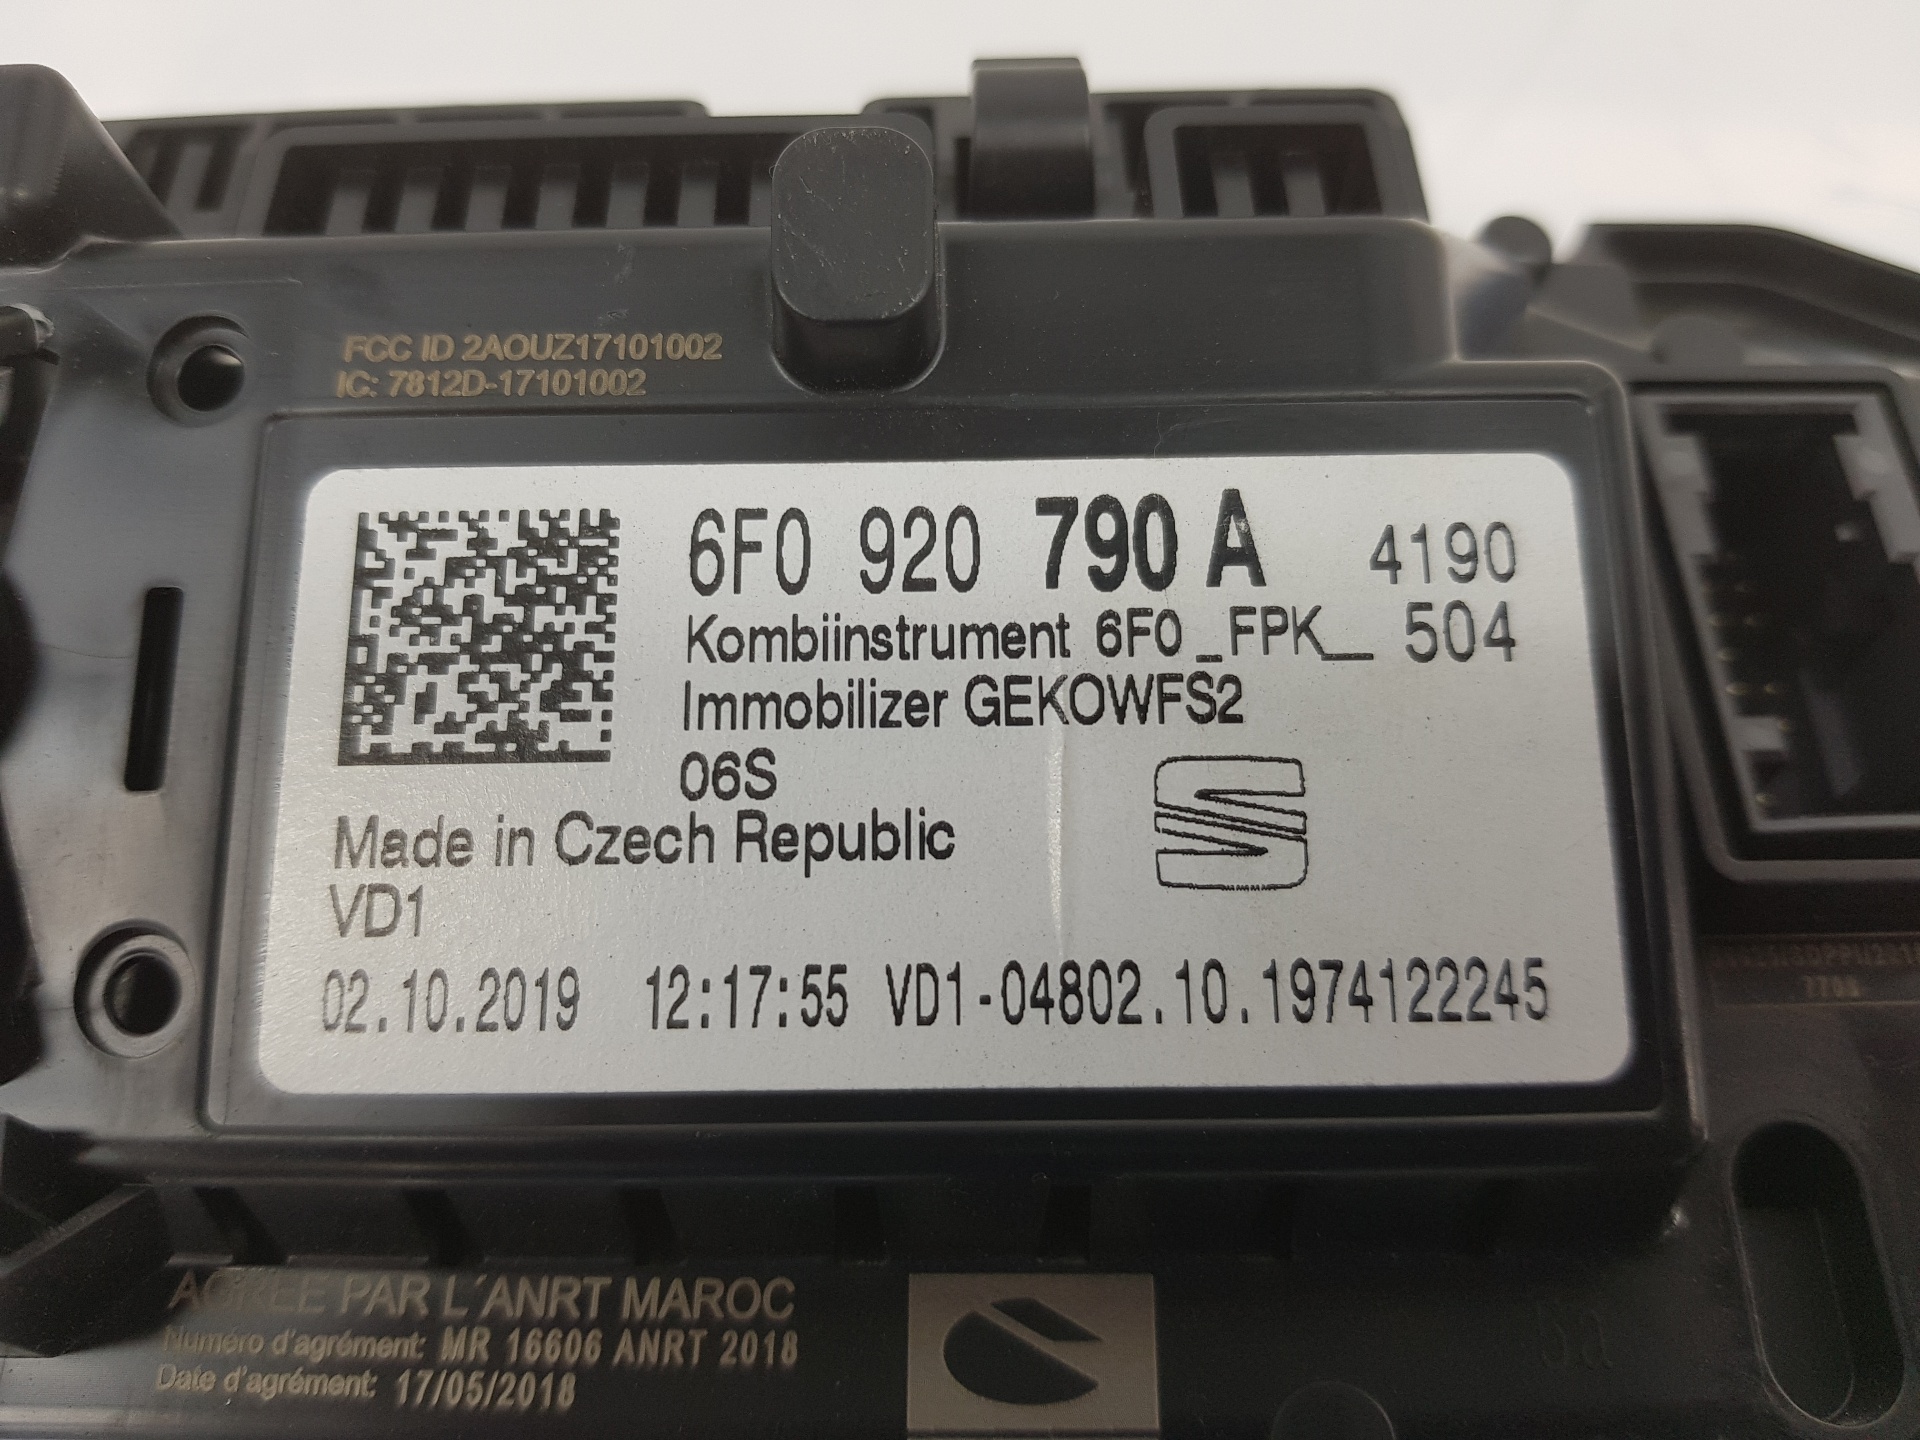 FCC ID 2AOUZ17101002
IC: 7812D-17101002
6F0 920 790 A 4190
Kombiinstrument 6F0_FPK_ 504
Immobilizer GEKOWFS2
06S
Made in Czech Republic
VD1
02.10.2019 12:17:55 VD1-04802.10.1974122245
PAR L´ANRT MAROC
Numéro d'agrément: MR 16606 ANRT 2018
Date d'agrément: 17/05/2018